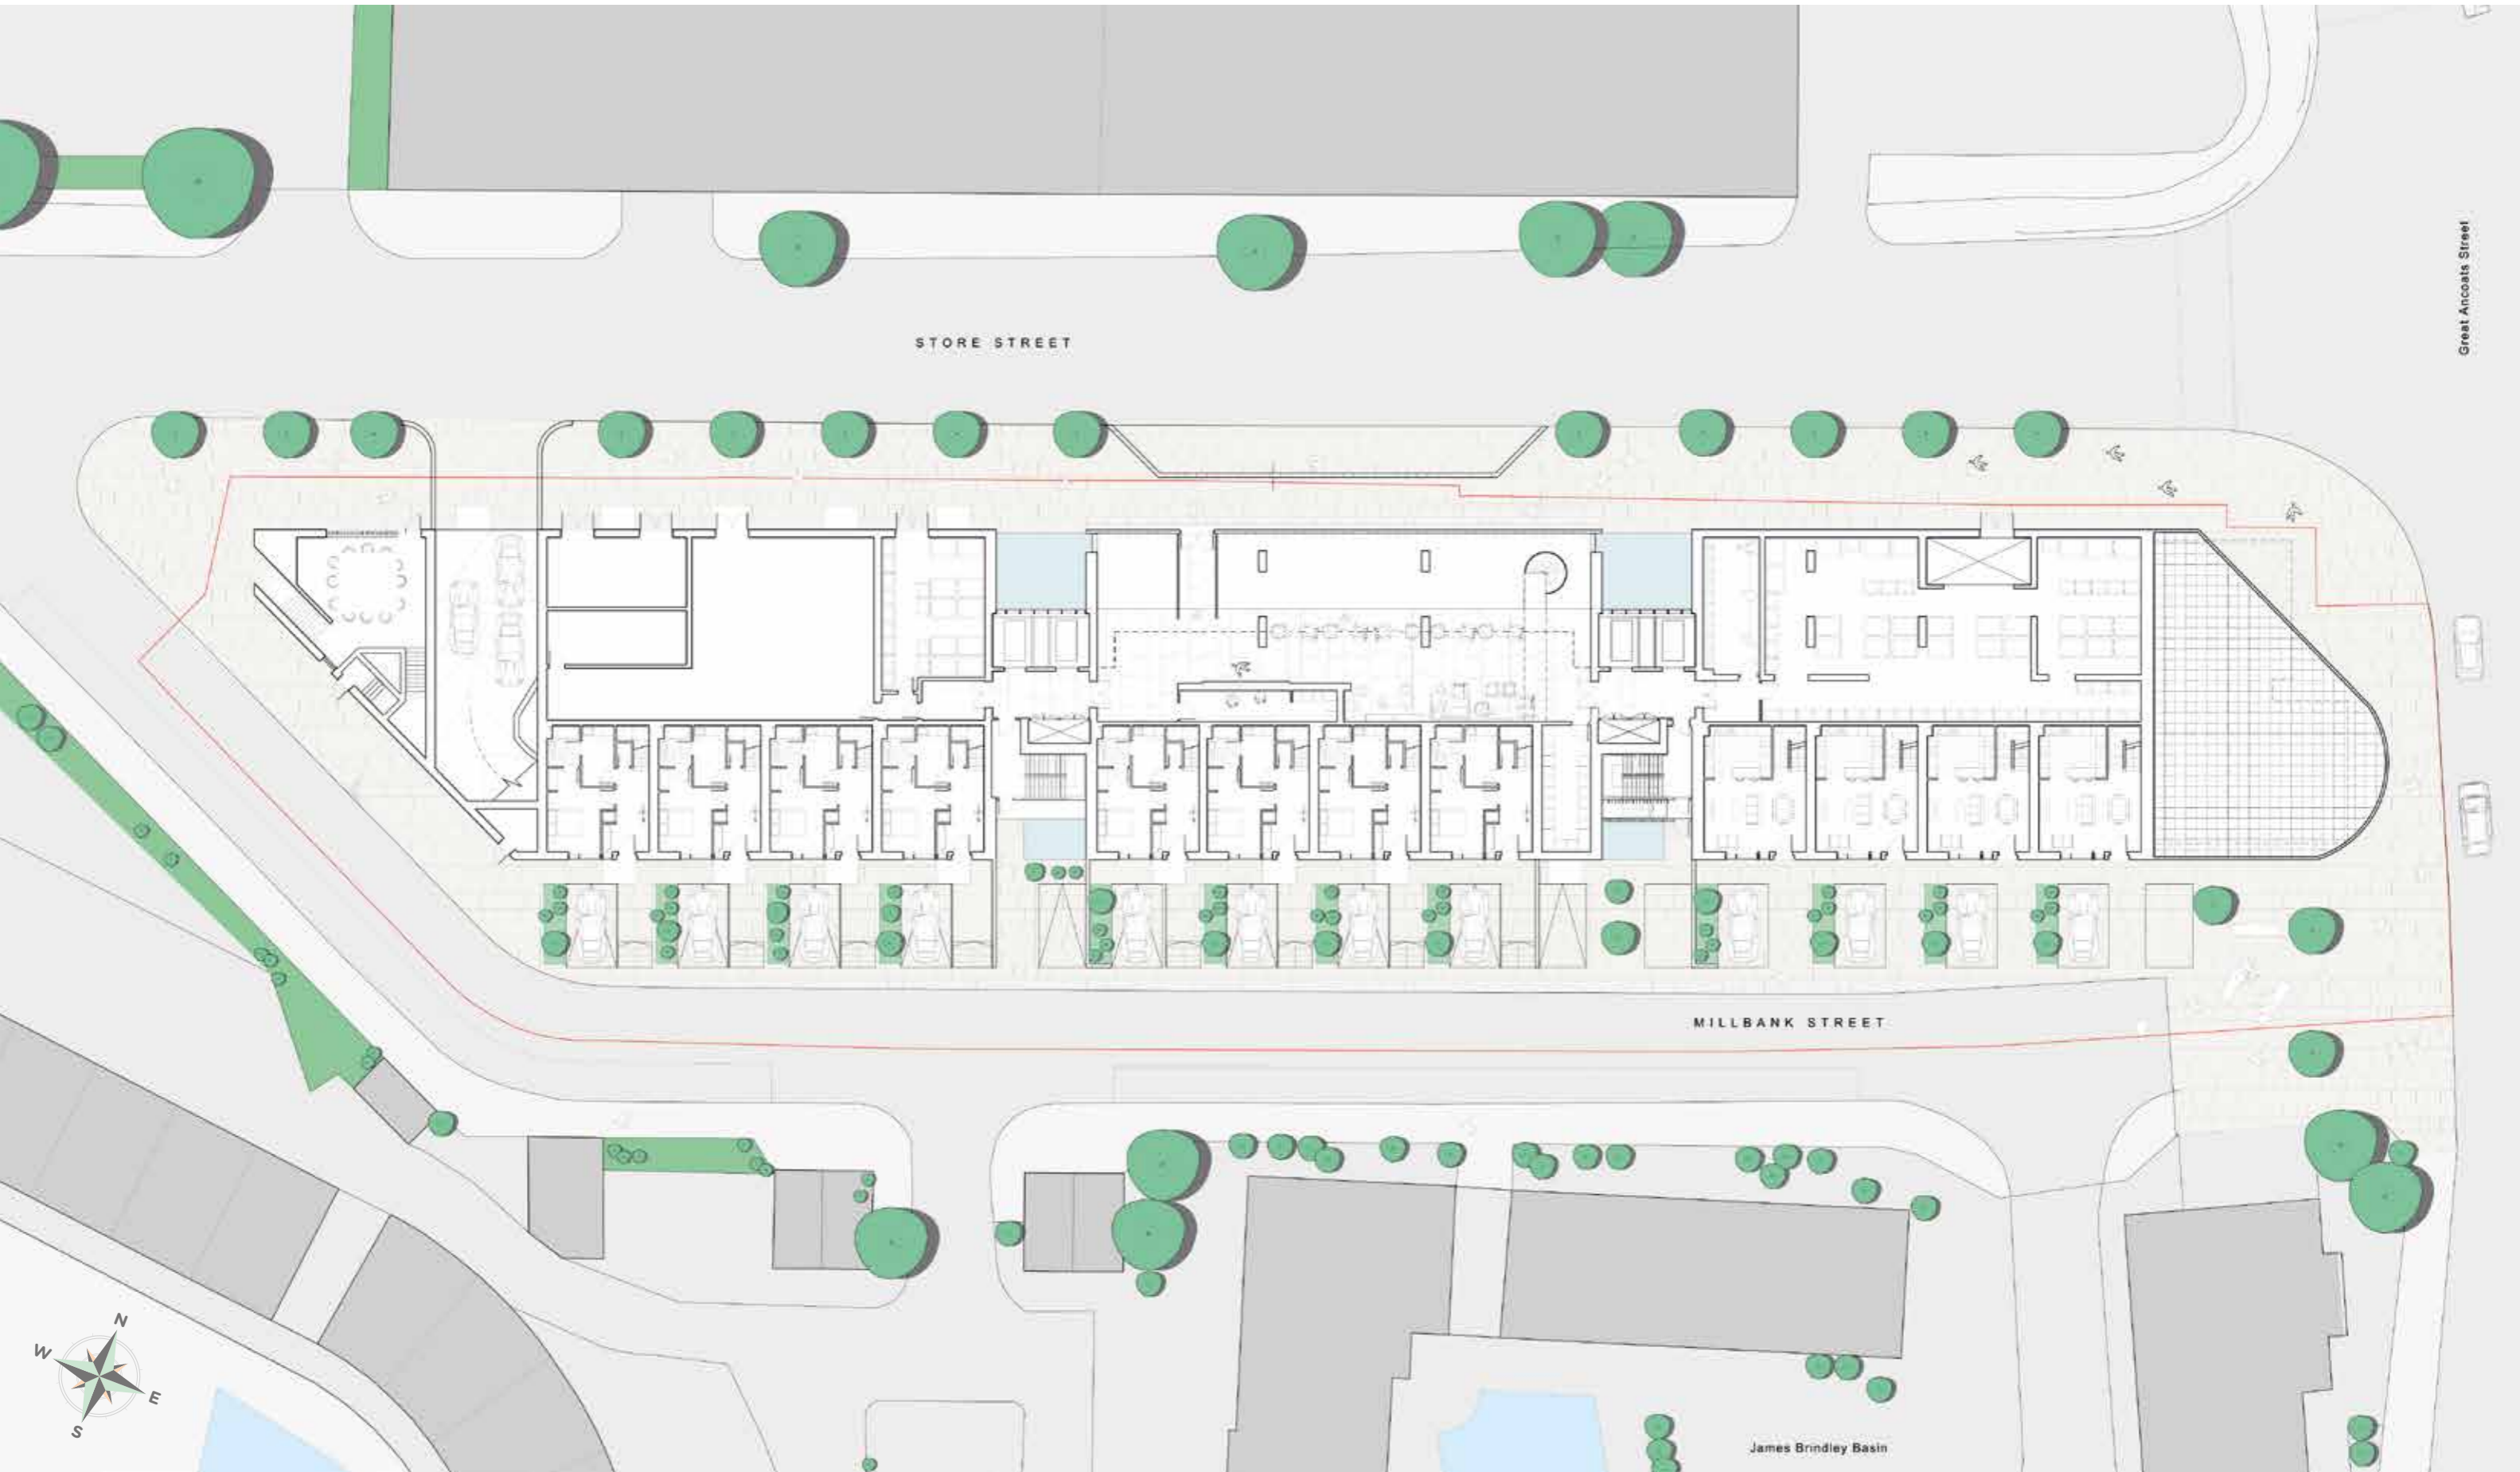 Great Ancoats Street
STORE STREET
MILLBANK STREET
N
W
E
S
James Brindley Basin